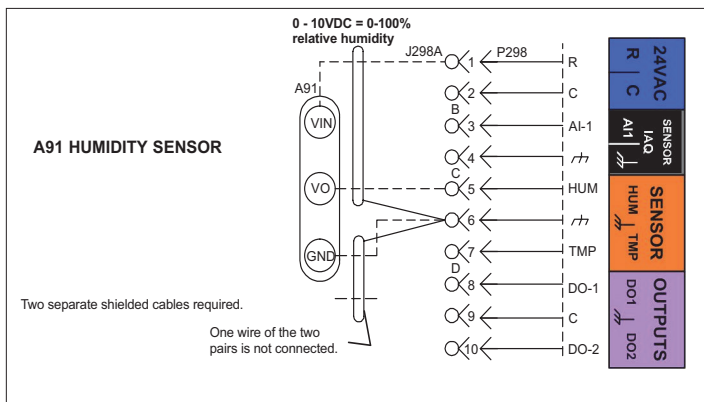 0 - 10VDC = 0-100%
relative humidity
J298A
P298
A91
A91 HUMIDITY SENSOR
VIN
VO
GND
1 R
2 C
B
3 AI-1
4
C
5 HUM
6
7 TMP
D
8 DO-1
9 C
10 DO-2
Two separate shielded cables required.
One wire of the two
pairs is not connected.
24VAC
R C
SENSOR
IAQ
AI1
SENSOR
HUM TMP
OUTPUTS
DO1 DO2